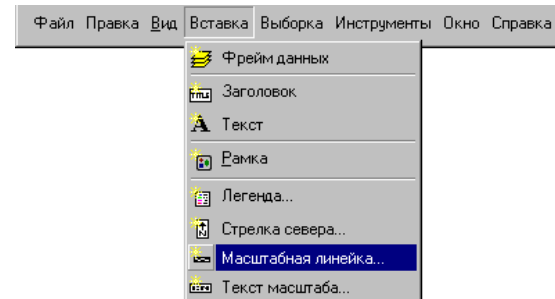 Файл Правка Вид Вставка Выборка Инструменты Окно Справка
Фрейм данных
Заголовок
Текст
Рамка
Легенда...
Стрелка севера...
Масштабная линейка...
Текст масштаба...